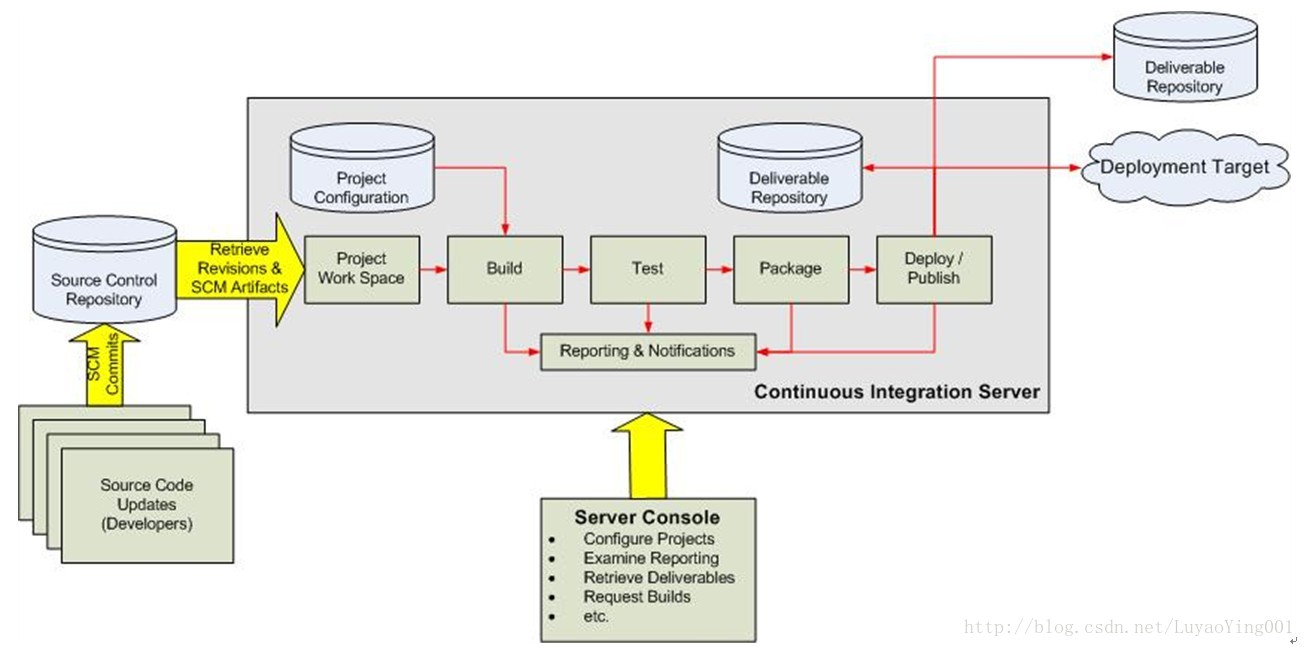 Deliverable
Repository
Deployment Target
Project
Configuration
Deliverable
Repository
Source Control
Repository
Retrieve
Revisions &
SCM Artifacts
Project
Work Space
Build
Test
Package
Deploy /
Publish
Reporting & Notifications
Continuous Integration Server
SCM
Commits
Source Code
Updates
(Developers)
Server Console
• Configure Projects
• Examine Reporting
• Retrieve Deliverables
• Request Builds
• etc.
http://blog.csdn.net/LuyaoYing001